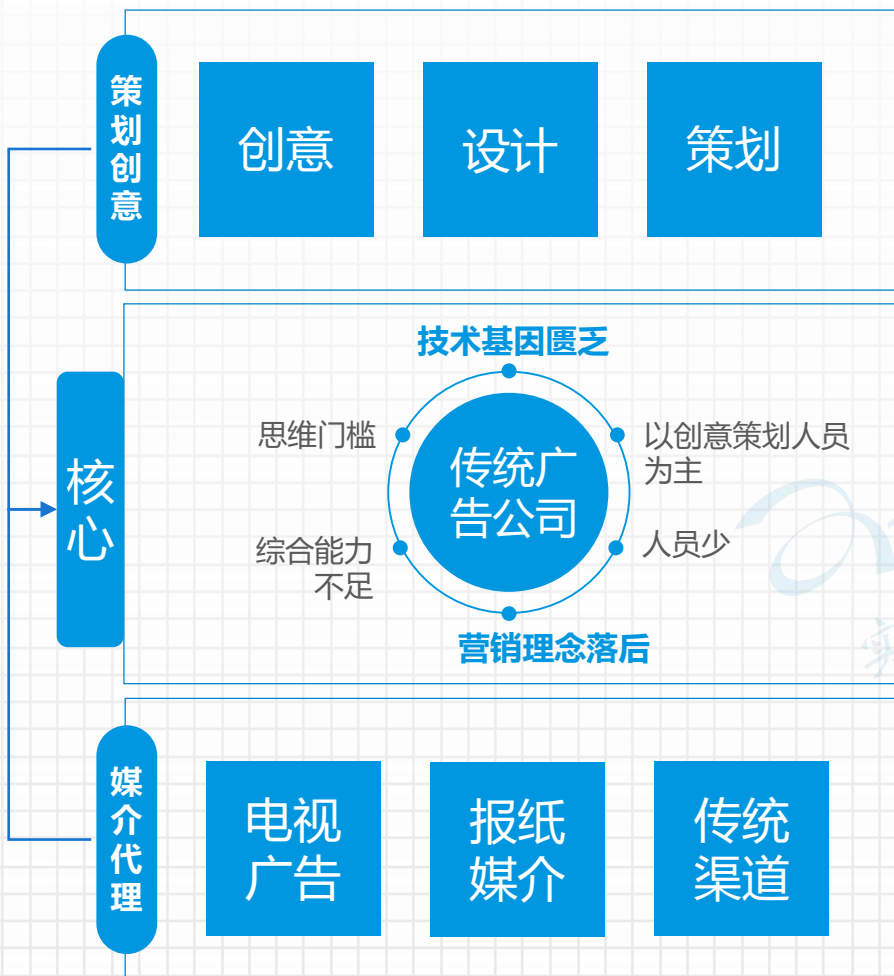 策划创意
创意
设计
策划
核心
技术基因匮乏
思维门槛
以创意策划人员
为主
传统广
告公司
综合能力
不足
人员少
营销理念落后
媒介代理
电视
广告
报纸
媒介
传统
渠道